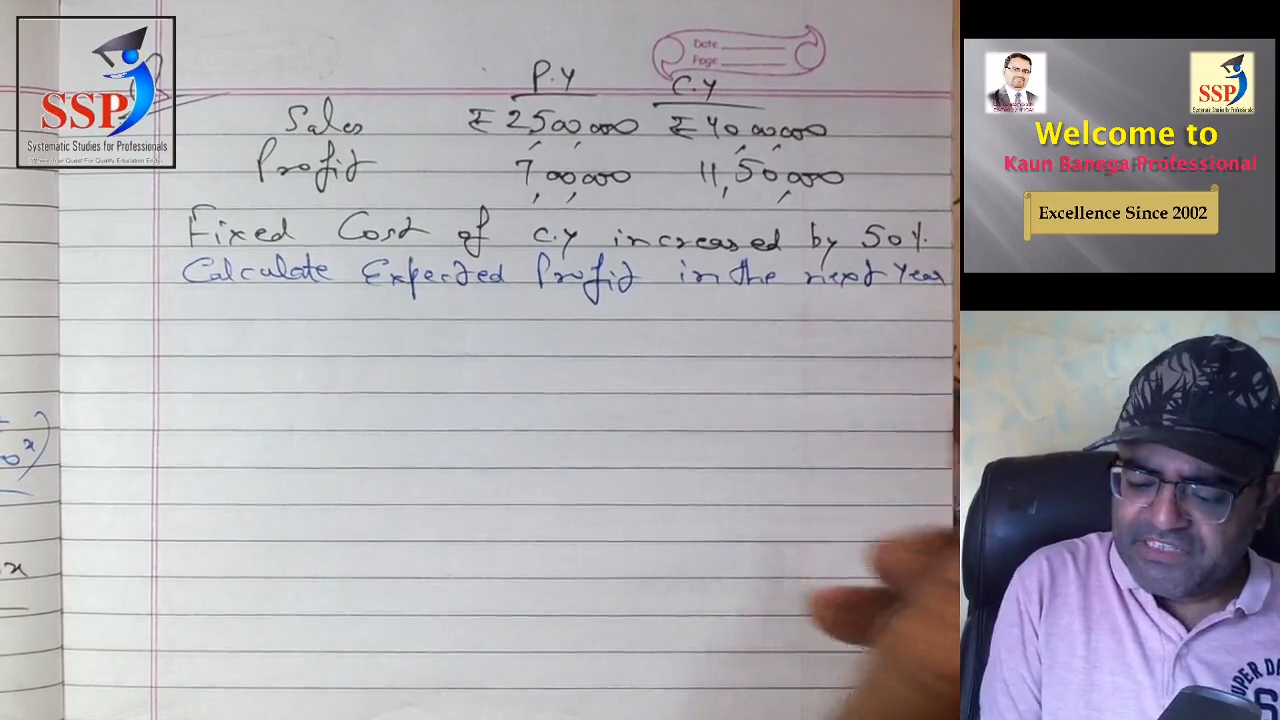 SSP
Systematic Studies for Professionals
Date
Page
P.Y C.Y
Sales ₹ 25,00,000 ₹ 40,00,000
Profit 7,00,000 11,50,000
Fixed Cost of C.Y increased by 50%.
Calculate Expected Profit in the next Year
x
SSP
Welcome to
Kaun Banega Professional
Excellence Since 2002